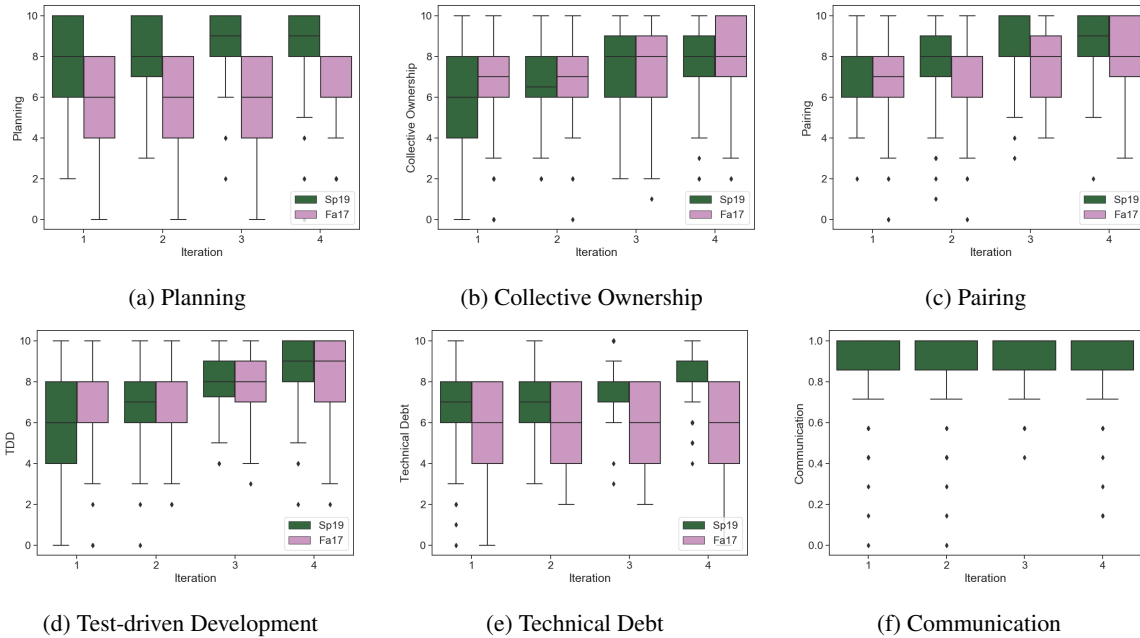 10
8
6
4
2
0
Planning
1 2 3 4
Iteration
Sp19
Fa17
(a) Planning
10
8
6
4
2
0
Collective Ownership
1 2 3 4
Iteration
Sp19
Fa17
(b) Collective Ownership
10
8
6
4
2
0
Pairing
1 2 3 4
Iteration
Sp19
Fa17
(c) Pairing
10
8
6
4
2
0
TDD
1 2 3 4
Iteration
Sp19
Fa17
(d) Test-driven Development
10
8
6
4
2
0
Technical Debt
1 2 3 4
Iteration
Sp19
Fa17
(e) Technical Debt
1.0
0.8
0.6
0.4
0.2
0.0
Communication
1 2 3 4
Iteration
(f) Communication